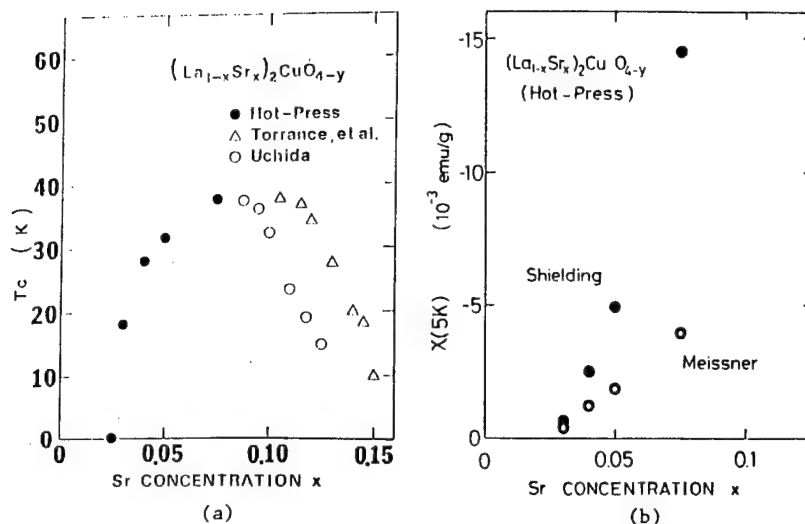 60
50
40
30
20
10
0
Tc (K)
(La1-xSrx)2CuO4-y
● Hot-Press
△ Torrance, et al.
○ Uchida
0 0.05 0.10 0.15
Sr CONCENTRATION x
(a)
-15
-10
-5
0
χ(5K) (10⁻³ emu/g)
(La1-xSrx)2Cu O4-y
(Hot-Press)
Shielding
Meissner
0 0.05 0.1
Sr CONCENTRATION x
(b)